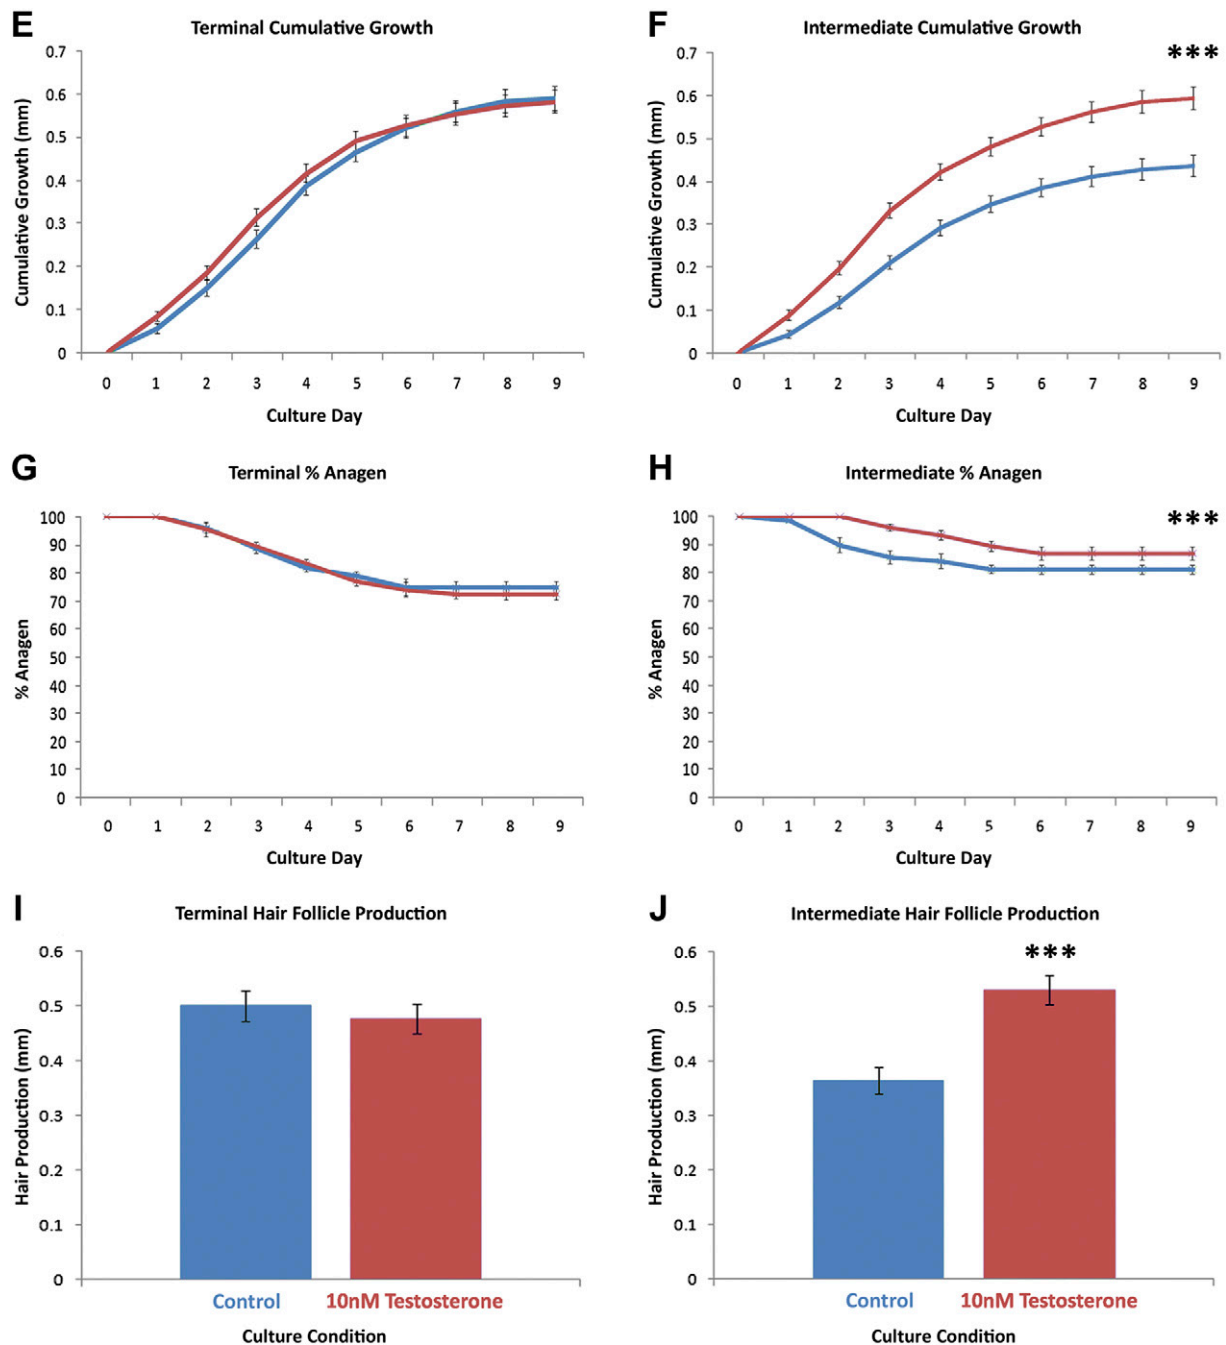 E
Terminal Cumulative Growth
0.7
0.6
0.5
0.4
0.3
0.2
0.1
0
Cumulative Growth (mm)
0 1 2 3 4 5 6 7 8 9
Culture Day
F
Intermediate Cumulative Growth
***
0.7
0.6
0.5
0.4
0.3
0.2
0.1
0
Cumulative Growth (mm)
0 1 2 3 4 5 6 7 8 9
Culture Day
G
Terminal % Anagen
100
90
80
70
60
50
40
30
20
10
0
% Anagen
0 1 2 3 4 5 6 7 8 9
Culture Day
H
Intermediate % Anagen
***
100
90
80
70
60
50
40
30
20
10
0
% Anagen
0 1 2 3 4 5 6 7 8 9
Culture Day
I
Terminal Hair Follicle Production
0.6
0.5
0.4
0.3
0.2
0.1
0
Hair Production (mm)
Control 10nM Testosterone
Culture Condition
J
Intermediate Hair Follicle Production
***
0.6
0.5
0.4
0.3
0.2
0.1
0
Hair Production (mm)
Control 10nM Testosterone
Culture Condition